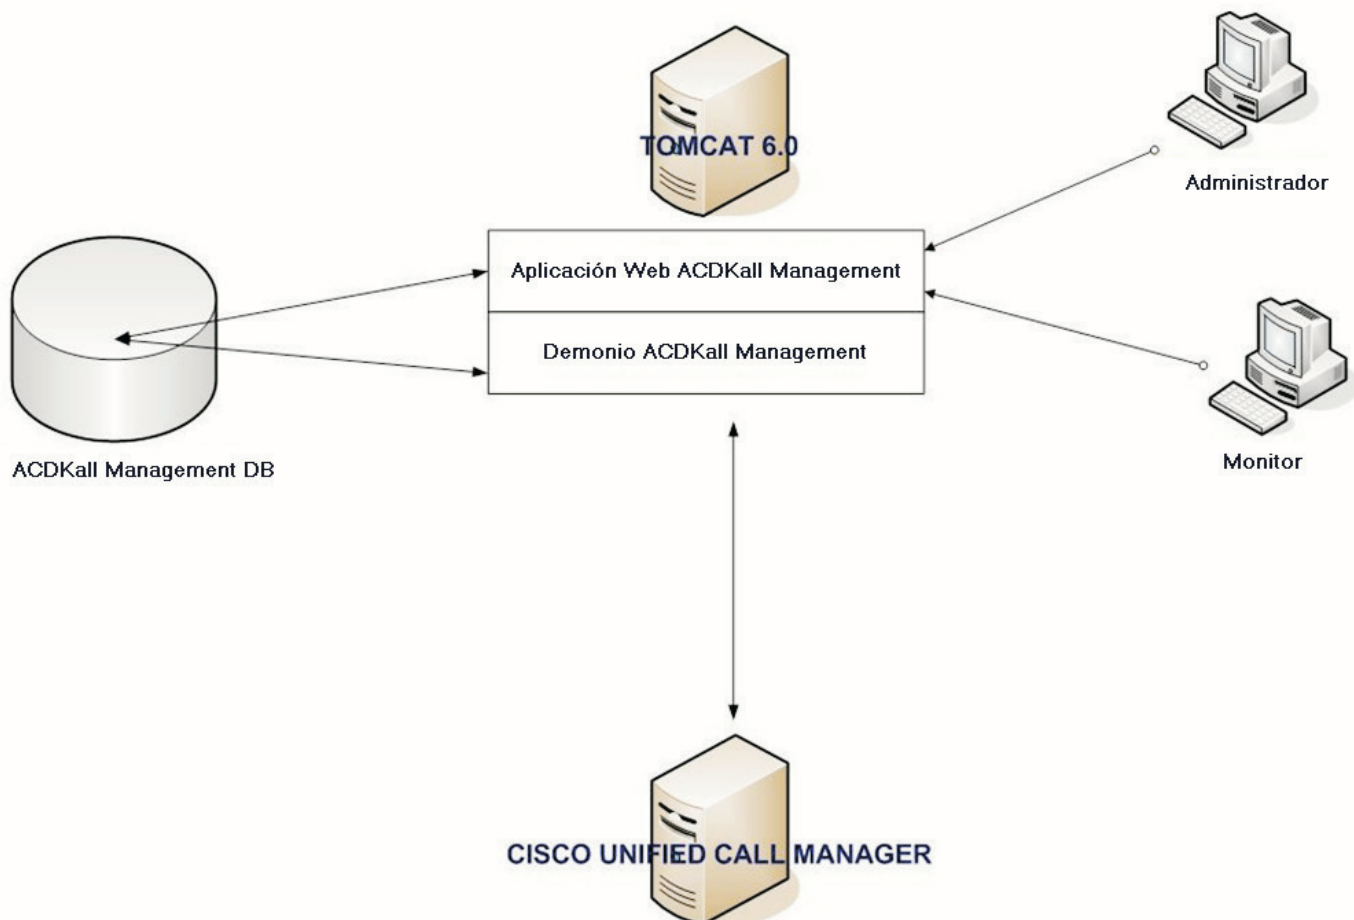 TOMCAT 6.0
Administrador
Aplicación Web ACDKall Management
Demonio ACDKall Management
ACDKall Management DB
Monitor
CISCO UNIFIED CALL MANAGER